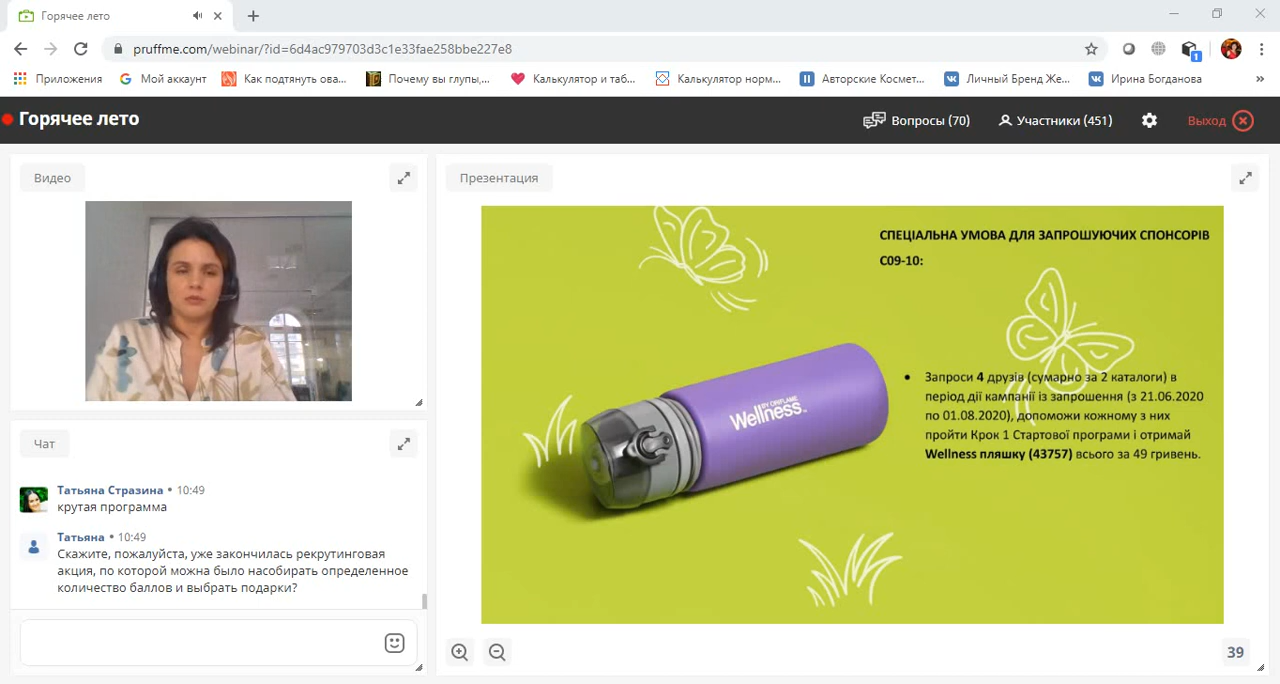 Горячее лето
pruffme.com/webinar/?id=6d4ac979703d3c1e33fae258bbe227e8
Приложения
Мой аккаунт
Как подтянуть ова...
Почему вы глупы,...
Калькулятор и таб...
Калькулятор норм...
Авторские Космет...
Личный Бренд Же...
Ирина Богданова
»
1
Горячее лето
Вопросы (70)
Участники (451)
Выход
Видео
Презентация
СПЕЦІАЛЬНА УМОВА ДЛЯ ЗАПРОШУЮЧИХ СПОНСОРІВ
С09-10:
• Запроси 4 друзів (сумарно за 2 каталоги) в
період дії кампанії із запрошення (з 21.06.2020
по 01.08.2020), допоможи кожному з них
пройти Крок 1 Стартової програми і отримай
Wellness пляшку (43757) всього за 49 гривень.
Wellness
BY ORIFLAME
Чат
Татьяна Стразина • 10:49
крутая программа
Татьяна • 10:49
Скажите, пожалуйста, уже закончилась рекрутинговая
акция, по которой можна было насобирать определенное
количество баллов и выбрать подарки?
39